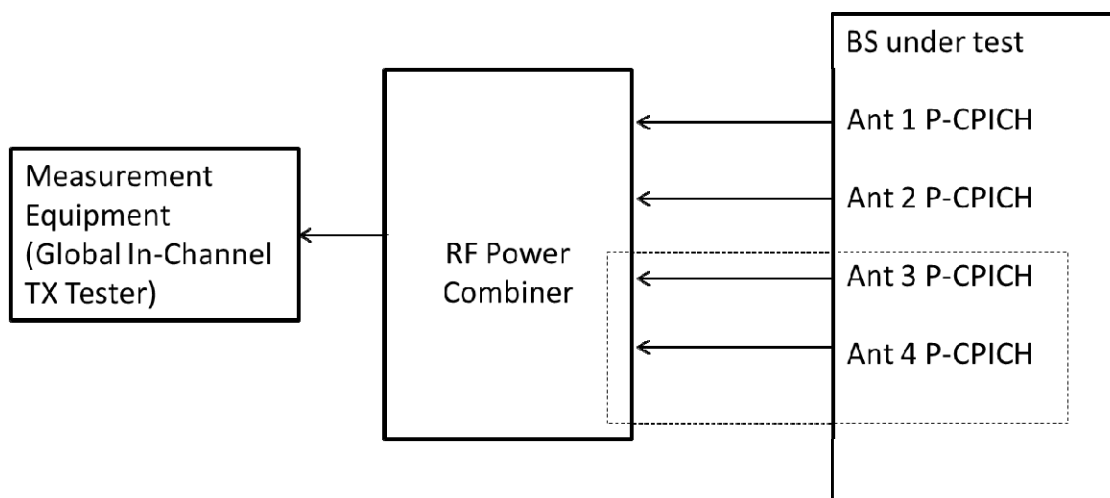 BS under test
Ant 1 P-CPICH
Ant 2 P-CPICH
Ant 3 P-CPICH
Ant 4 P-CPICH
RF Power
Combiner
Measurement
Equipment
(Global In-Channel
TX Tester)